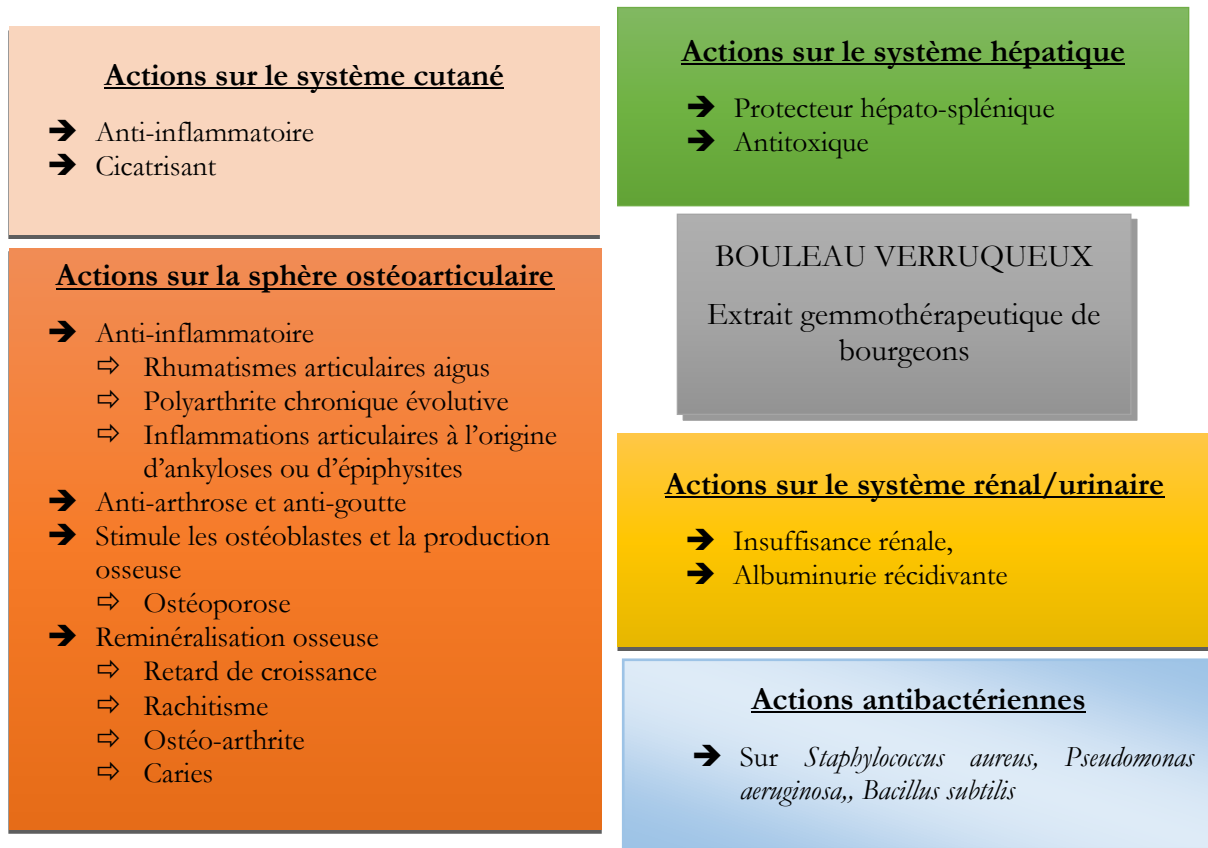 Actions sur le système cutané
➔ Anti-inflammatoire
➔ Cicatrisant
Actions sur le système hépatique
➔ Protecteur hépato-splénique
➔ Antitoxique
Actions sur la sphère ostéoarticulaire
➔ Anti-inflammatoire
⇨ Rhumatismes articulaires aigus
⇨ Polyarthrite chronique évolutive
⇨ Inflammations articulaires à l’origine
d’ankyloses ou d’épiphysites
➔ Anti-arthrose et anti-goutte
➔ Stimule les ostéoblastes et la production
osseuse
⇨ Ostéoporose
➔ Reminéralisation osseuse
⇨ Retard de croissance
⇨ Rachitisme
⇨ Ostéo-arthrite
⇨ Caries
BOULEAU VERRUQUEUX
Extrait gemmothérapeutique de
bourgeons
Actions sur le système rénal/urinaire
➔ Insuffisance rénale,
➔ Albuminurie récidivante
Actions antibactériennes
➔ Sur Staphylococcus aureus, Pseudomonas
aeruginosa,, Bacillus subtilis